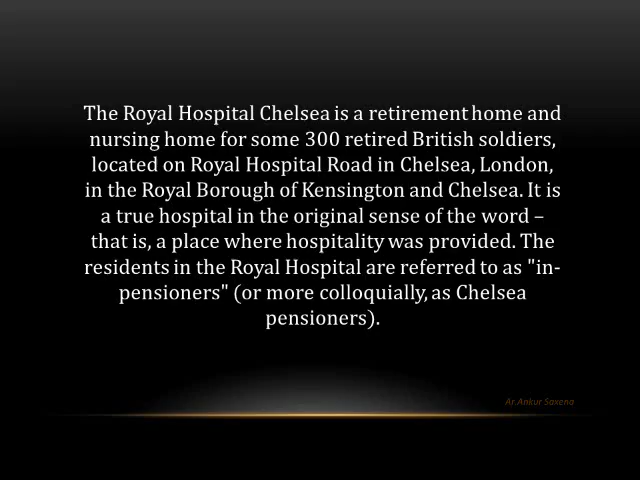 The Royal Hospital Chelsea is a retirement home and
nursing home for some 300 retired British soldiers,
located on Royal Hospital Road in Chelsea, London,
in the Royal Borough of Kensington and Chelsea. It is
a true hospital in the original sense of the word –
that is, a place where hospitality was provided. The
residents in the Royal Hospital are referred to as "in-
pensioners" (or more colloquially, as Chelsea
pensioners).
Ar.Ankur Saxena